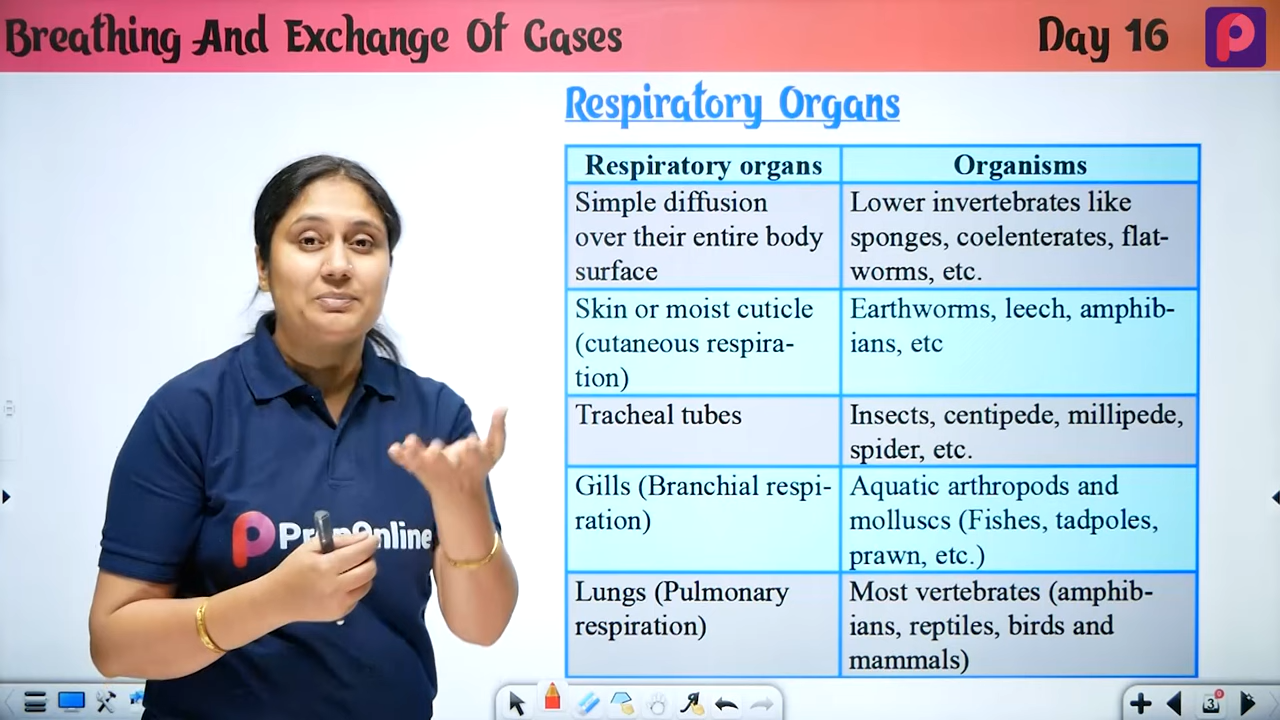 Breathing And Exchange Of Gases
Day 16
Respiratory Organs
Respiratory organs
Organisms
Simple diffusion
over their entire body
surface
Lower invertebrates like
sponges, coelenterates, flat-
worms, etc.
Skin or moist cuticle
(cutaneous respira-
tion)
Earthworms, leech, amphib-
ians, etc
Tracheal tubes
Insects, centipede, millipede,
spider, etc.
Gills (Branchial respi-
ration)
Aquatic arthropods and
molluscs (Fishes, tadpoles,
prawn, etc.)
Lungs (Pulmonary
respiration)
Most vertebrates (amphib-
ians, reptiles, birds and
mammals)
PrepOnline
3